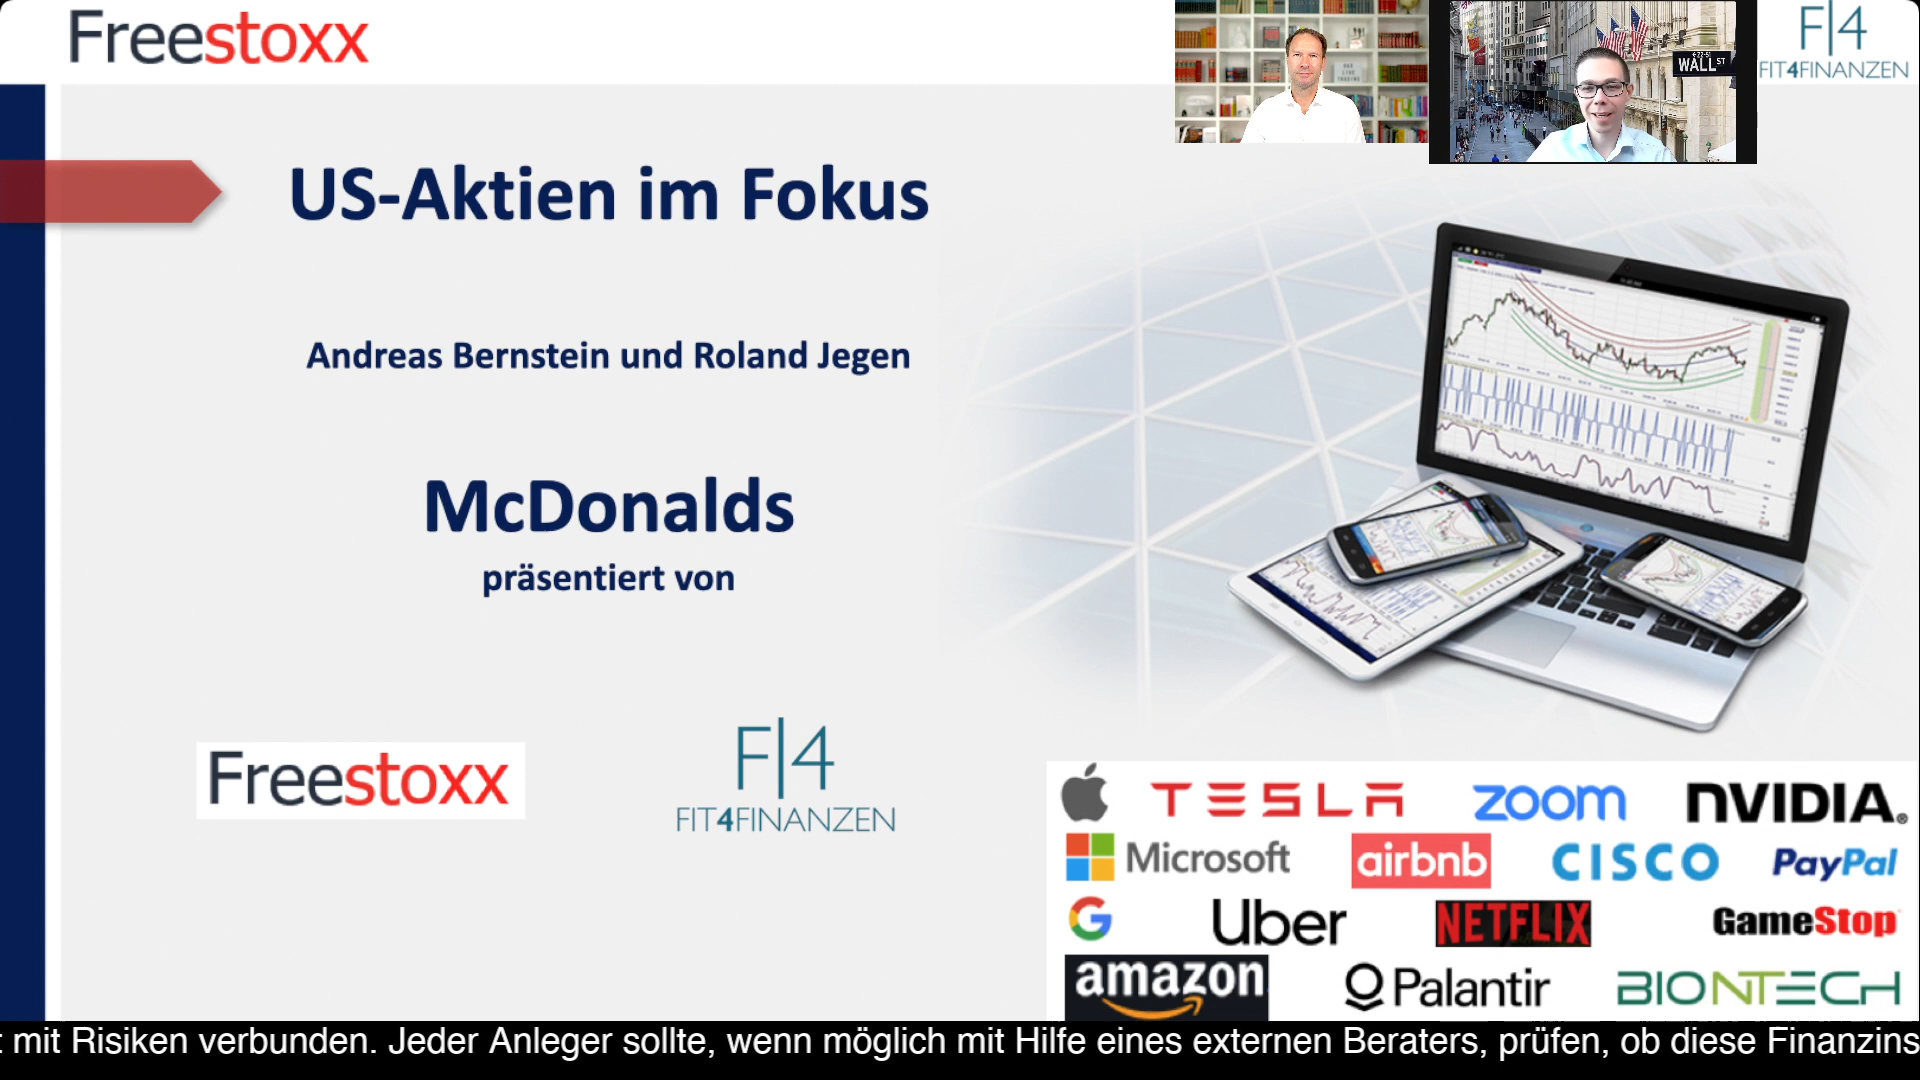 Freestoxx
F|4
FIT4FINANZEN
WALL ST
US-Aktien im Fokus
Andreas Bernstein und Roland Jegen
McDonalds
präsentiert von
Freestoxx
F|4
FIT4FINANZEN
TESLA
zoom
NVIDIA®
Microsoft
airbnb
CISCO
PayPal
G
Uber
NETFLIX
GameStop
amazon
Palantir
BIONTECH
mit Risiken verbunden. Jeder Anleger sollte, wenn möglich mit Hilfe eines externen Beraters, prüfen, ob diese Finanzins